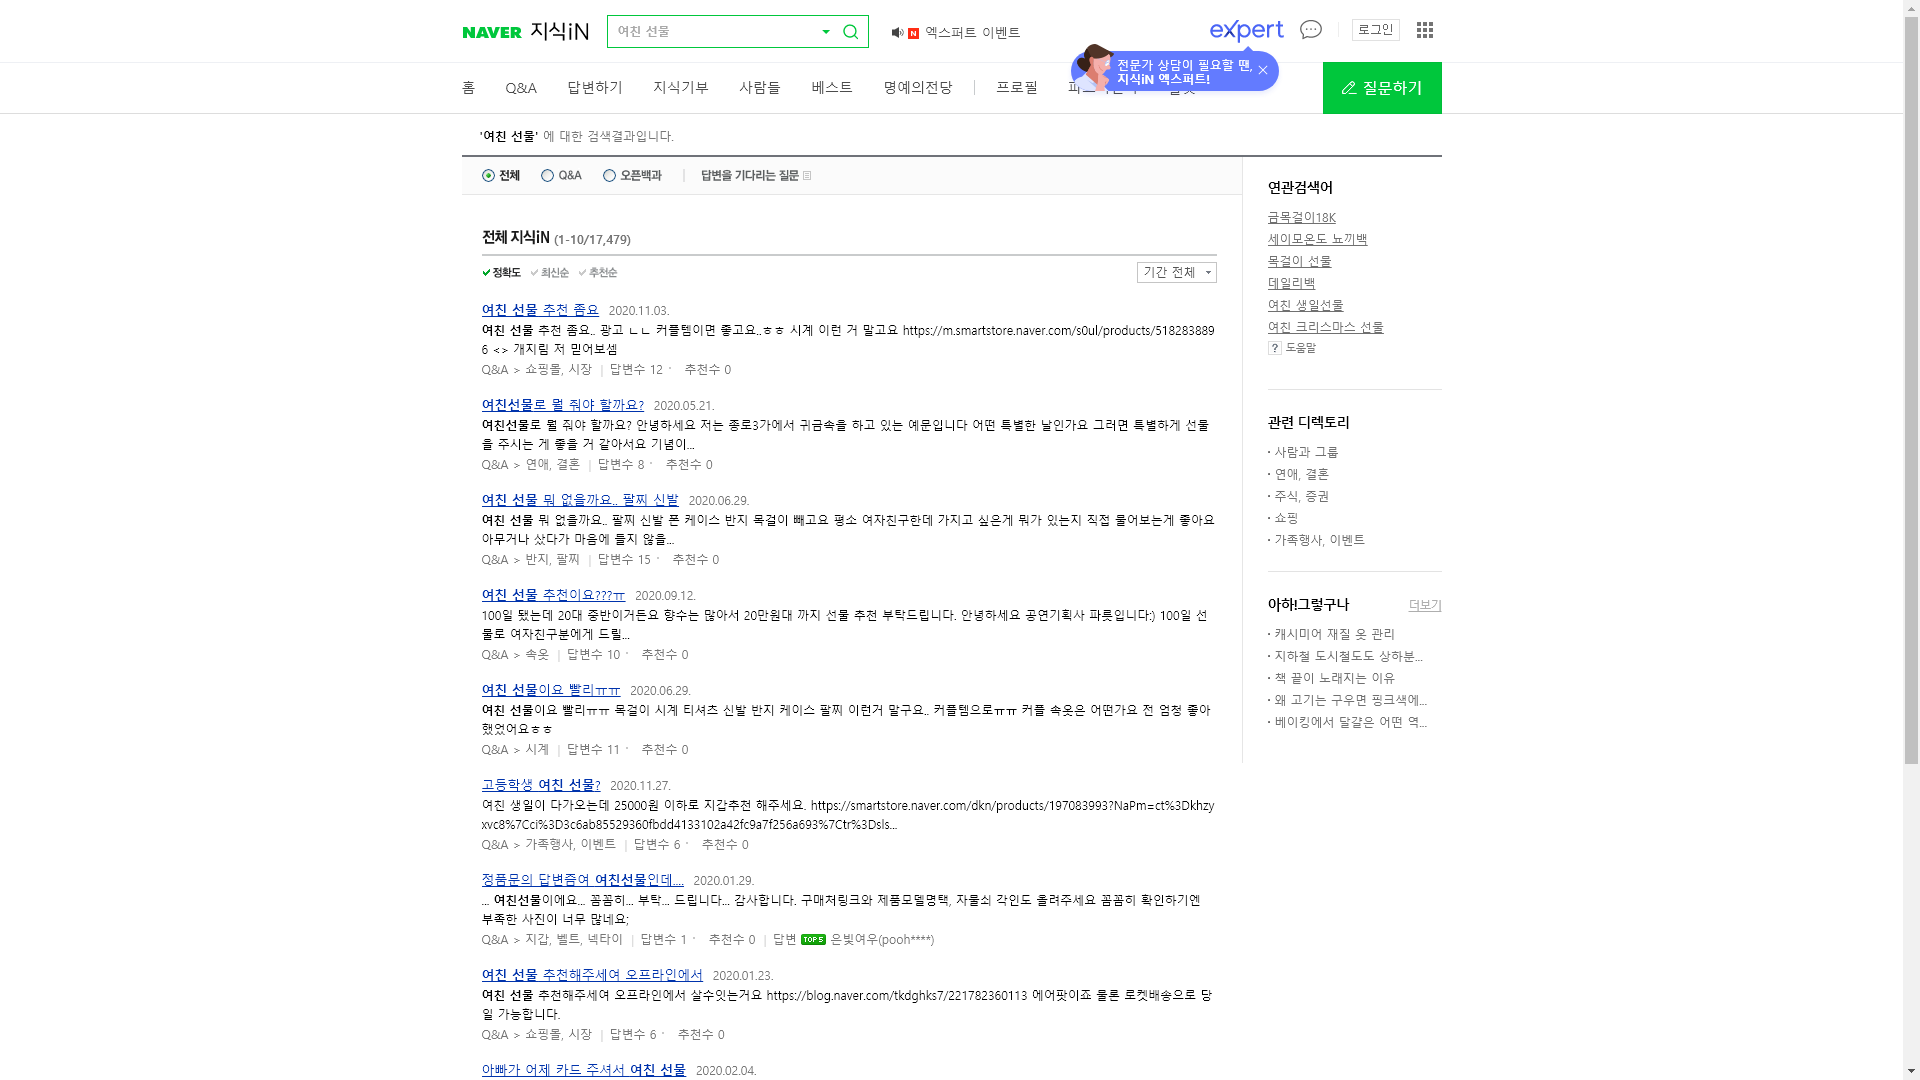 NAVER 지식iN
여친 선물
N 엑스퍼트 이벤트
expert
로그인
전문가 상담이 필요할 땐,
지식iN 엑스퍼트!
홈 Q&A 답변하기 지식기부 사람들 베스트 명예의전당 프로필
질문하기
'여친 선물' 에 대한 검색결과입니다.
전체 Q&A 오픈백과 답변을 기다리는 질문
전체 지식iN (1-10/17,479)
정확도 최신순 추천순
기간 전체
여친 선물 추천 좀요 2020.11.03.
여친 선물 추천 좀요.. 광고 ㄴㄴ 커플템이면 좋고요..ㅎㅎ 시계 이런 거 말고요 https://m.smartstore.naver.com/s0ul/products/518283889
6 <> 개지림 저 믿어보셈
Q&A > 쇼핑몰, 시장 | 답변수 12 · 추천수 0
여친선물로 뭘 줘야 할까요? 2020.05.21.
여친선물로 뭘 줘야 할까요? 안녕하세요 저는 종로3가에서 귀금속을 하고 있는 예문입니다 어떤 특별한 날인가요 그러면 특별하게 선물
을 주시는 게 좋을 거 같아서요 기념이...
Q&A > 연애, 결혼 | 답변수 8 · 추천수 0
여친 선물 뭐 없을까요.. 팔찌 신발 2020.06.29.
여친 선물 뭐 없을까요.. 팔찌 신발 폰 케이스 반지 목걸이 빼고요 평소 여자친구한데 가지고 싶은게 뭐가 있는지 직접 물어보는게 좋아요
아무거나 샀다가 마음에 들지 않을...
Q&A > 반지, 팔찌 | 답변수 15 · 추천수 0
여친 선물 추천이요???ㅠ 2020.09.12.
100일 됐는데 20대 중반이거든요 향수는 많아서 20만원대 까지 선물 추천 부탁드립니다. 안녕하세요 공연기획사 파릇입니다:) 100일 선
물로 여자친구분에게 드릴...
Q&A > 속옷 | 답변수 10 · 추천수 0
여친 선물이요 빨리ㅠㅠ 2020.06.29.
여친 선물이요 빨리ㅠㅠ 목걸이 시계 티셔츠 신발 반지 케이스 팔찌 이런거 말구요.. 커플템으로ㅠㅠ 커플 속옷은 어떤가요 전 엄청 좋아
했었어요ㅎㅎ
Q&A > 시계 | 답변수 11 · 추천수 0
고등학생 여친 선물? 2020.11.27.
여친 생일이 다가오는데 25000원 이하로 지갑추천 해주세요. https://smartstore.naver.com/dkn/products/197083993?NaPm=ct%3Dkhzy
xvc8%7Cci%3D3c6ab85529360fbdd4133102a42fc9a7f256a693%7Ctr%3Dsls...
Q&A > 가족행사, 이벤트 | 답변수 6 · 추천수 0
정품문의 답변좀여 여친선물인데.... 2020.01.29.
... 여친선물이에요... 꼼꼼히... 부탁... 드립니다... 감사합니다. 구매처링크와 제품모델명택, 자물쇠 각인도 올려주세요 꼼꼼히 확인하기엔
부족한 사진이 너무 많네요;
Q&A > 지갑, 벨트, 넥타이 | 답변수 1 · 추천수 0 | 답변 TOP5 은빛여우(pooh****)
여친 선물 추천해주세여 오프라인에서 2020.01.23.
여친 선물 추천해주세여 오프라인에서 살수잇는거요 https://blog.naver.com/tkdghks7/221782360113 에어팟이죠 물론 로켓배송으로 당
일 가능합니다.
Q&A > 쇼핑몰, 시장 | 답변수 6 · 추천수 0
아빠가 어제 카드 주셔서 여친 선물 2020.02.04.
연관검색어
금목걸이18K
세이모온도 뇨끼백
목걸이 선물
데일리백
여친 생일선물
여친 크리스마스 선물
? 도움말
관련 디렉토리
· 사람과 그룹
· 연애, 결혼
· 주식, 증권
· 쇼핑
· 가족행사, 이벤트
아하!그렇구나 더보기
· 캐시미어 재질 옷 관리
· 지하철 도시철도도 상하분...
· 책 끝이 노래지는 이유
· 왜 고기는 구우면 핑크색에...
· 베이킹에서 달걀은 어떤 역...